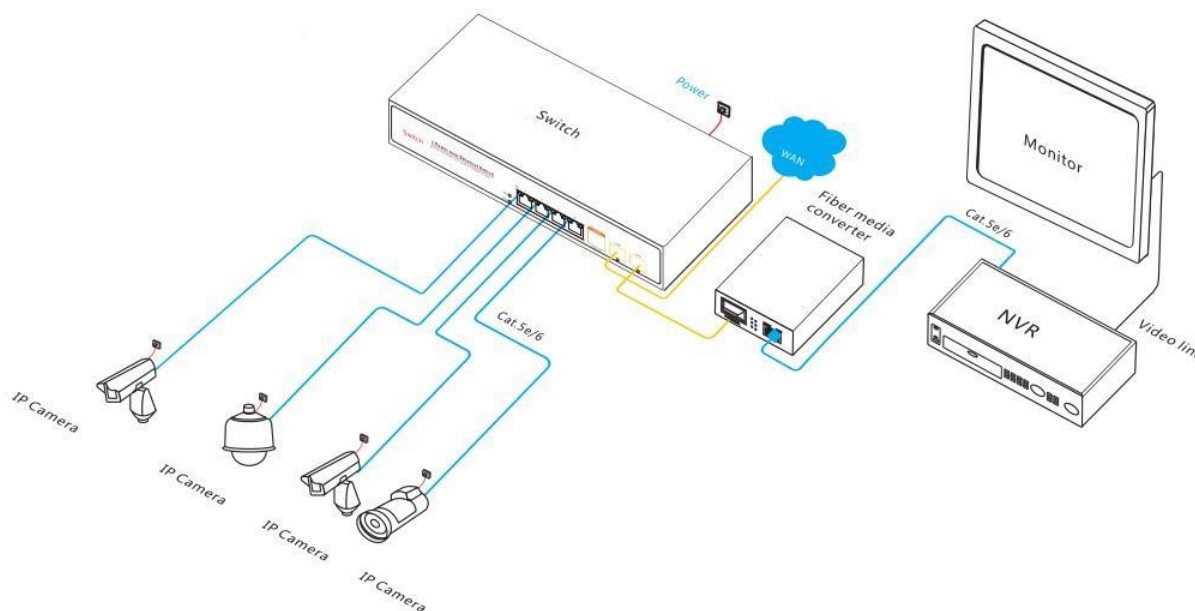 Power
Switch
WAN
Monitor
Switch
Fiber media
converter
Cat.5e/6
NVR
Cat.5e/6
Video lin
IP Camera
IP Camera
IP Camera
IP Camera